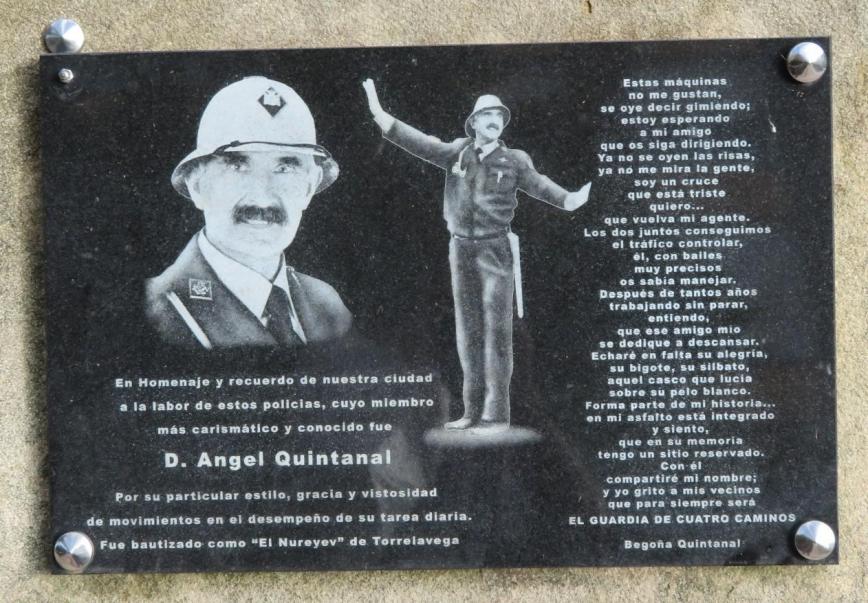 En Homenaje y recuerdo de nuestra ciudad
a la labor de estos policias, cuyo miembro
más carismático y conocido fue
D. Angel Quintanal
Por su particular estilo, gracia y vistosidad
de movimientos en el desempeño de su tarea diaria.
Fue bautizado como “El Nureyev” de Torrelavega
Estas máquinas
no me gustan,
se oye decir gimiendo;
estoy esperando
a mi amigo
que os siga dirigiendo.
Ya no se oyen las risas,
ya no me mira la gente,
soy un cruce
que está triste
quiero...
que vuelva mi agente.
Los dos juntos conseguimos
el tráfico controlar,
él, con bailes
muy precisos
os sabía manejar.
Después de tantos años
trabajando sin parar,
entiendo,
que ese amigo mio
se dedique a descansar.
Echaré en falta su alegría,
su bigote, su silbato,
aquel casco que lucía
sobre su pelo blanco.
Forma parte de mi historia...
en mi asfalto está integrado
y siento,
que en su memoria
tengo un sitio reservado.
Con él
compartiré mi nombre;
y yo grito a mis vecinos
que para siempre será
EL GUARDIA DE CUATRO CAMINOS
Begoña Quintanal